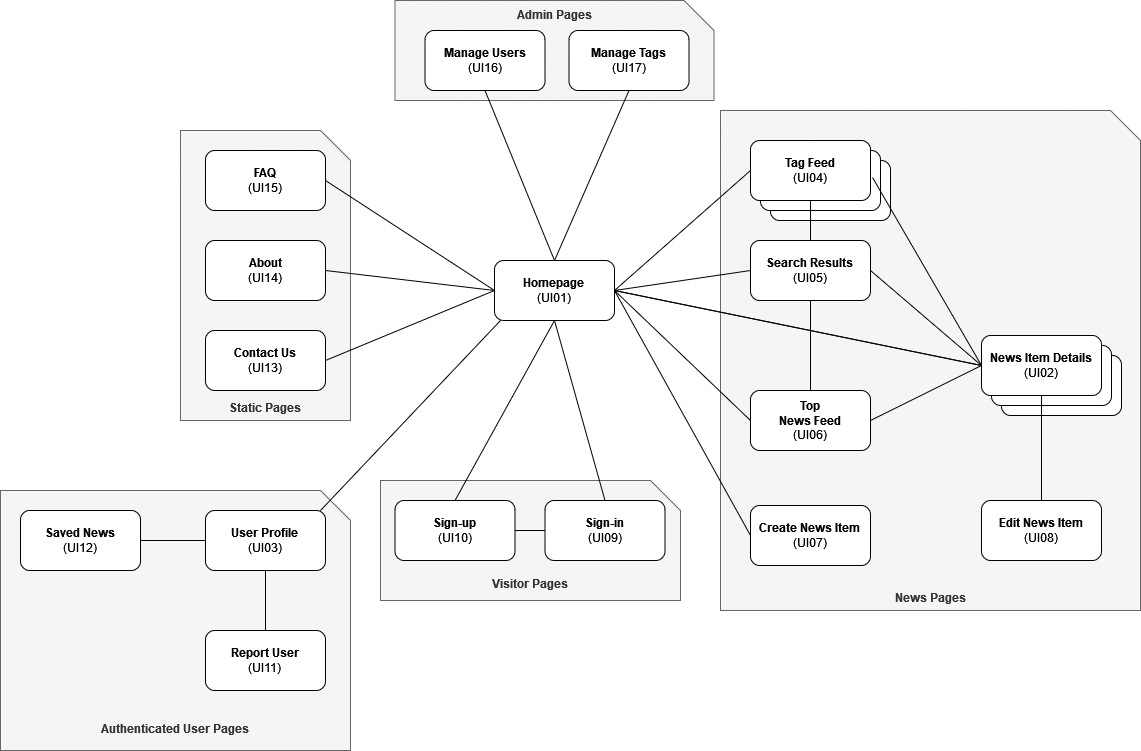 Admin Pages
Manage Users
(UI16)
Manage Tags
(UI17)
FAQ
(UI15)
About
(UI14)
Contact Us
(UI13)
Static Pages
Homepage
(UI01)
Tag Feed
(UI04)
Search Results
(UI05)
News Item Details
(UI02)
Top
News Feed
(UI06)
Create News Item
(UI07)
Edit News Item
(UI08)
News Pages
Saved News
(UI12)
User Profile
(UI03)
Report User
(UI11)
Authenticated User Pages
Sign-up
(UI10)
Sign-in
(UI09)
Visitor Pages